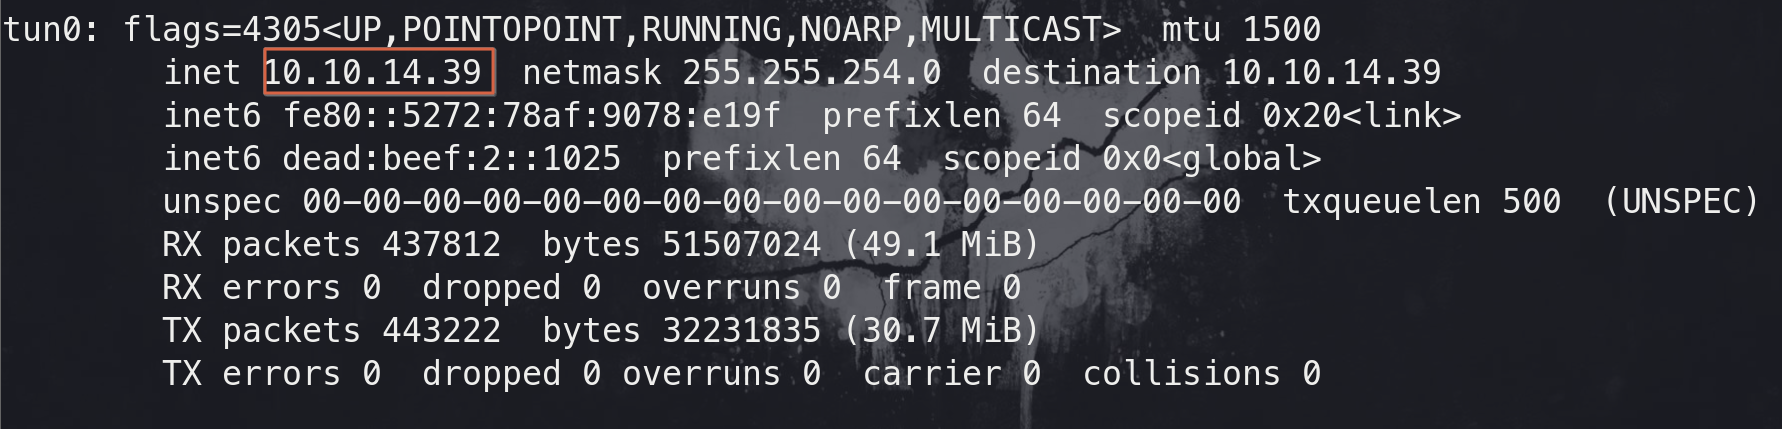 tun0: flags=4305<UP,POINTOPOINT,RUNNING,NOARP,MULTICAST>  mtu 1500
        inet 10.10.14.39  netmask 255.255.254.0  destination 10.10.14.39
        inet6 fe80::5272:78af:9078:e19f  prefixlen 64  scopeid 0x20<link>
        inet6 dead:beef:2::1025  prefixlen 64  scopeid 0x0<global>
        unspec 00-00-00-00-00-00-00-00-00-00-00-00-00-00-00-00  txqueuelen 500  (UNSPEC)
        RX packets 437812  bytes 51507024 (49.1 MiB)
        RX errors 0  dropped 0  overruns 0  frame 0
        TX packets 443222  bytes 32231835 (30.7 MiB)
        TX errors 0  dropped 0 overruns 0  carrier 0  collisions 0